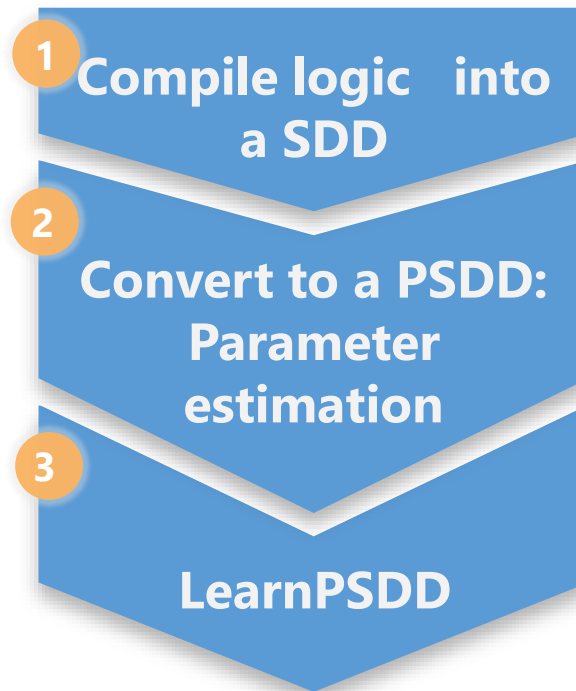 1
Compile logic into
a SDD
2
Convert to a PSDD:
Parameter
estimation
3
LearnPSDD